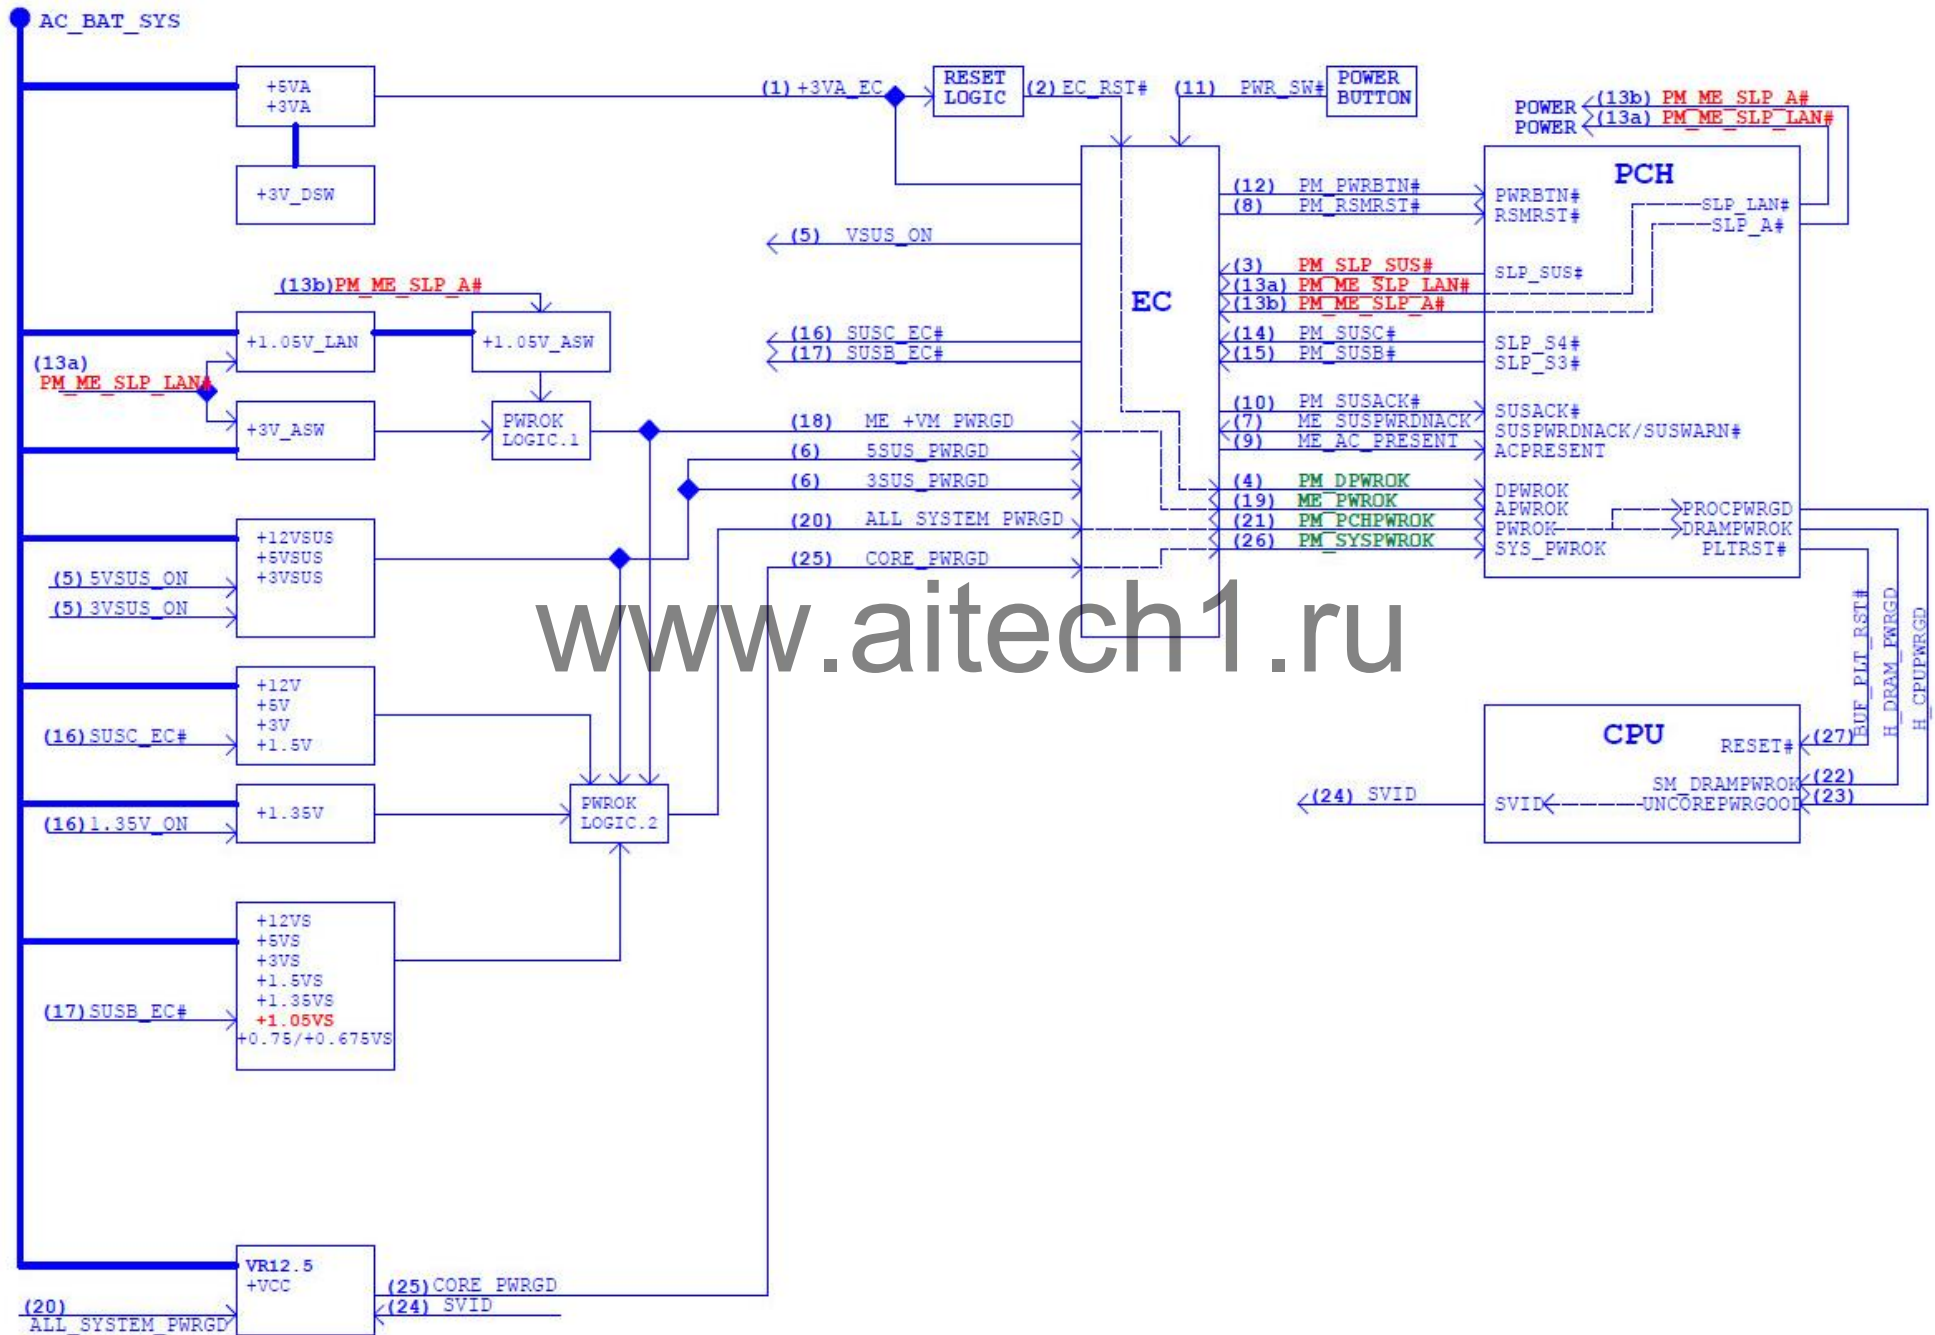 AC_BAT_SYS
+5VA
+3VA
+3V_DSW
(1) +3VA_EC
RESET
LOGIC
(2) EC_RST#
(11) PWR_SW#
POWER
BUTTON
POWER (13b) PM_ME_SLP_A#
POWER (13a) PM_ME_SLP_LAN#
PCH
(12) PM_PWRBTN#
(8) PM_RSMRST#
PWRBTN#
RSMRST#
SLP_LAN#
SLP_A#
(5) VSUS_ON
EC
(3) PM_SLP_SUS#
(13a) PM_ME_SLP_LAN#
(13b) PM_ME_SLP_A#
SLP_SUS#
(16) SUSC_EC#
(17) SUSB_EC#
(14) PM_SUSC#
(15) PM_SUSB#
SLP_S4#
SLP_S3#
(13b) PM_ME_SLP_A#
+1.05V_LAN
+1.05V_ASW
(13a)
PM_ME_SLP_LAN#
+3V_ASW
PWROK
LOGIC.1
(18) ME_+VM_PWRGD
(6) 5SUS_PWRGD
(6) 3SUS_PWRGD
(20) ALL_SYSTEM_PWRGD
(25) CORE_PWRGD
(10) PM_SUSACK#
(7) ME_SUSPWRDNACK
(9) ME_AC_PRESENT
SUSACK#
SUSPWRDNACK/SUSWARN#
ACPRESENT
(4) PM_DPWROK
(19) ME_PWROK
(21) PM_PCHPWROK
(26) PM_SYSPWROK
DPWROK
APWROK
PWROK
SYS_PWROK
PROCPWRGD
DRAMPWROK
PLTRST#
+12VSUS
+5VSUS
+3VSUS
(5) 5VSUS_ON
(5) 3VSUS_ON
www.aitech1.ru
BUF_PLT_RST#
H_DRAM_PWRGD
H_CPUPWRGD
+12V
+5V
+3V
+1.5V
(16) SUSC_EC#
+1.35V
(16) 1.35V_ON
PWROK
LOGIC.2
CPU
RESET#
(27)
SM_DRAMPWROK
(22)
UNCOREPWRGOOD
(23)
SVID
(24) SVID
+12VS
+5VS
+3VS
+1.5VS
+1.35VS
+1.05VS
+0.75/+0.675VS
(17) SUSB_EC#
VR12.5
+VCC
(25) CORE_PWRGD
(24) SVID
(20)
ALL_SYSTEM_PWRGD